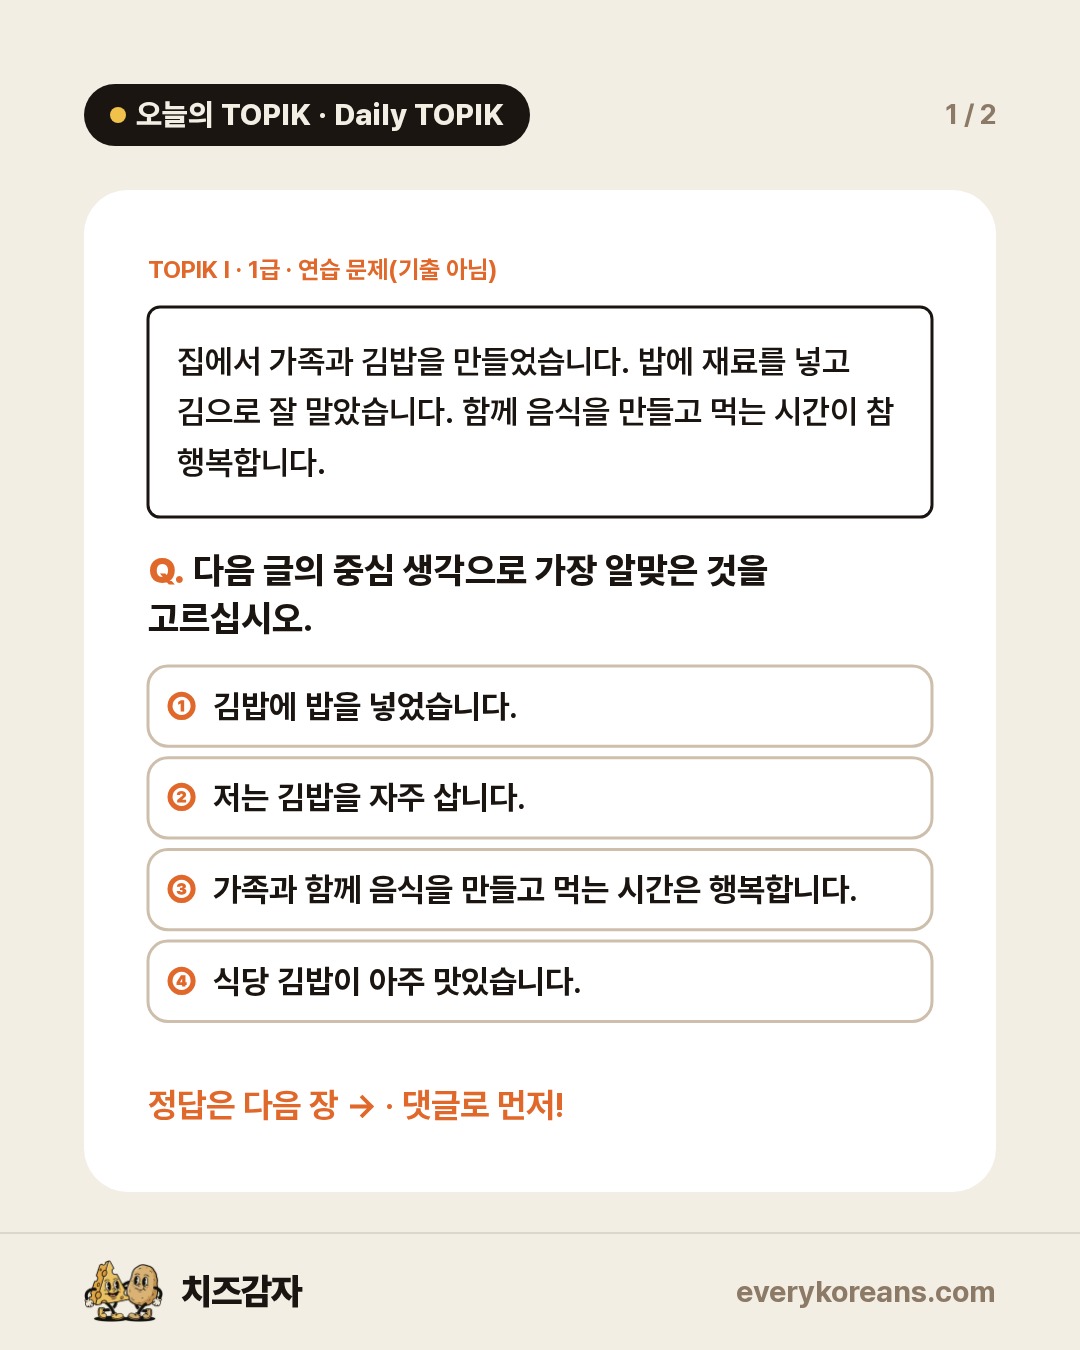 오늘의 TOPIK · Daily TOPIK
1 / 2
TOPIK I · 1급 · 연습 문제(기출 아님)
집에서 가족과 김밥을 만들었습니다. 밥에 재료를 넣고
김으로 잘 말았습니다. 함께 음식을 만들고 먹는 시간이 참
행복합니다.
Q. 다음 글의 중심 생각으로 가장 알맞은 것을
고르십시오.
① 김밥에 밥을 넣었습니다.
② 저는 김밥을 자주 삽니다.
③ 가족과 함께 음식을 만들고 먹는 시간은 행복합니다.
④ 식당 김밥이 아주 맛있습니다.
정답은 다음 장 → · 댓글로 먼저!
치즈감자
everykoreans.com